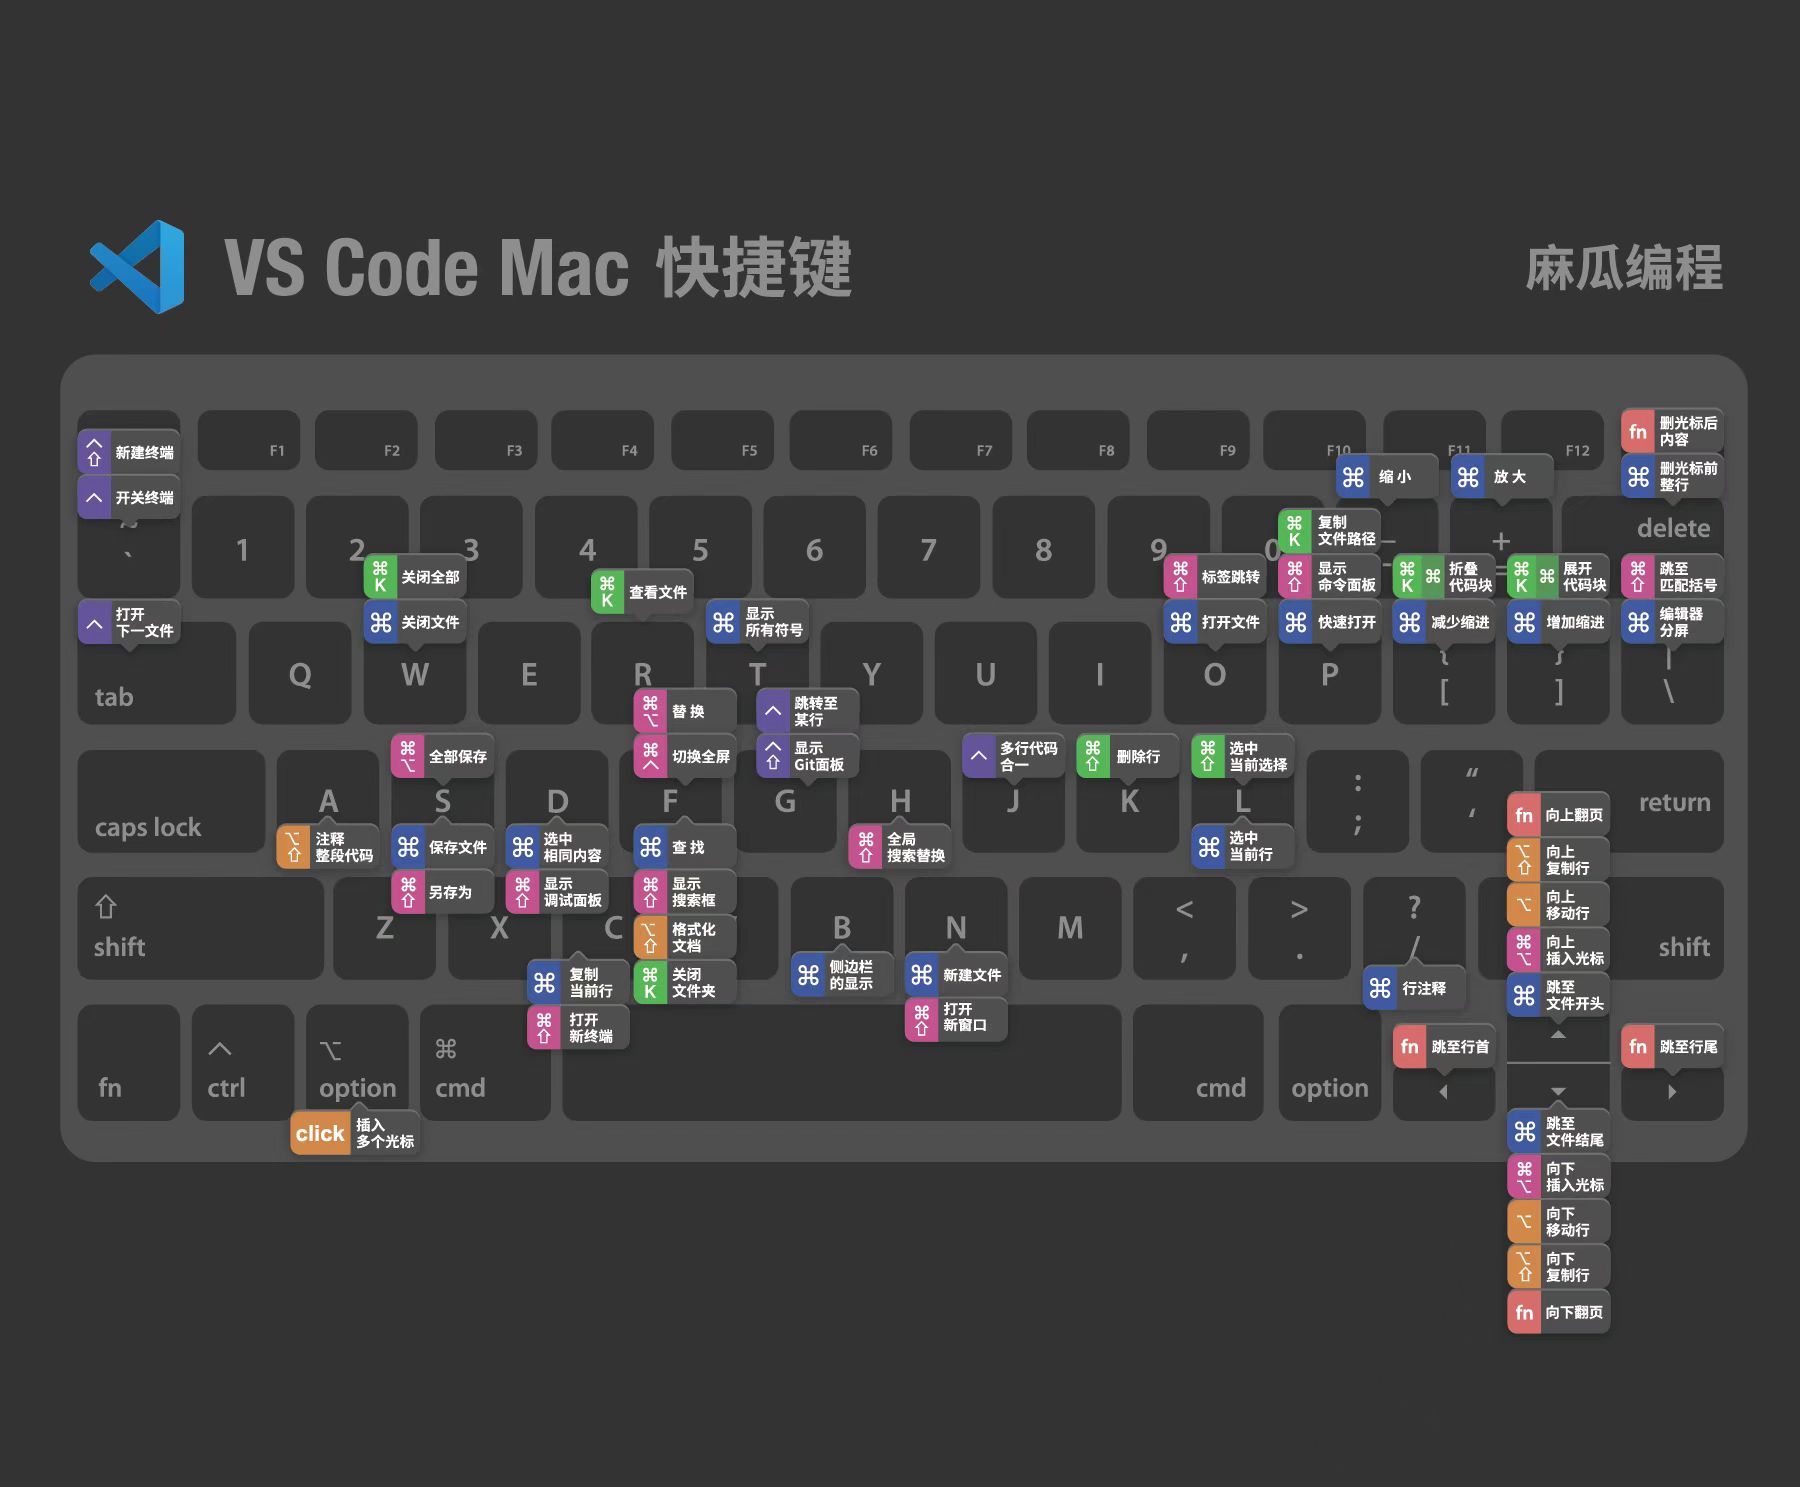 VS Code Mac 快捷键
麻瓜编程
F1
F2
F3
F4
F5
F6
F7
F8
F9
F10
F11
F12
^
⇧
新建终端
^
开关终端
fn
删光标后
内容
⌘
删光标前
整行
⌘
缩 小
⌘
放 大
~
`
1
2
3
4
5
6
7
8
9
0
−
+
=
delete
^
打开
下一文件
⌘
K
关闭全部
⌘
关闭文件
⌘
K
查看文件
⌘
显示
所有符号
⌘
⇧
标签跳转
⌘
打开文件
⌘
K
复制
文件路径
⌘
⇧
显示
命令面板
⌘
快速打开
⌘
K
⌘
折叠
代码块
⌘
减少缩进
⌘
K
⌘
展开
代码块
⌘
增加缩进
⌘
⇧
跳至
匹配括号
⌘
编辑器
分屏
tab
Q
W
E
R
T
Y
U
I
O
P
{
[
}
]
|
\
⌘
⌥
全部保存
⌘
⌥
替 换
⌘
^
切换全屏
^
跳转至
某行
^
⇧
显示
Git面板
^
多行代码
合一
⌘
⇧
删除行
⌘
⇧
选中
当前选择
caps lock
A
S
D
F
G
H
J
K
L
:
;
“
‘
return
⌥
⇧
注释
整段代码
⌘
保存文件
⌘
⇧
另存为
⌘
选中
相同内容
⌘
⇧
显示
调试面板
⌘
查 找
⌘
⇧
显示
搜索框
⌥
⇧
格式化
文档
⌘
K
关闭
文件夹
⌘
⇧
全局
搜索替换
⌘
选中
当前行
fn
向上翻页
⌥
⇧
向上
复制行
⌥
向上
移动行
⌘
⌥
向上
插入光标
⌘
跳至
文件开头
⇧
shift
Z
X
C
B
N
M
<
,
>
.
?
/
shift
⌘
复制
当前行
⌘
⇧
打开
新终端
⌘
侧边栏
的显示
⌘
新建文件
⌘
⇧
打开
新窗口
⌘
行注释
fn
跳至行首
fn
跳至行尾
fn
^
ctrl
⌥
option
⌘
cmd
cmd
option
click
插入
多个光标
⌘
跳至
文件结尾
⌘
⌥
向下
插入光标
⌥
向下
移动行
⌥
⇧
向下
复制行
fn
向下翻页